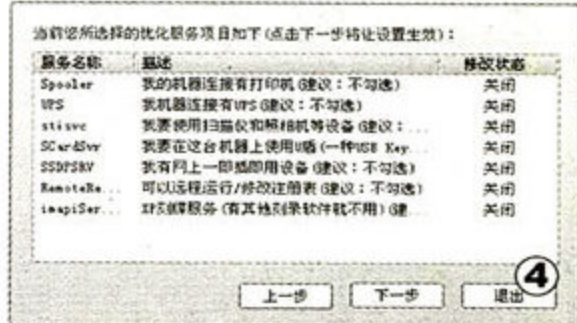 当前您所选择的优化服务项目如下(点击下一步将让设置生效)：
服务名称 描述 修改状态
Spooler 我的机器连接有打印机(建议：不勾选) 关闭
UPS 我机器连接有UPS(建议：不勾选) 关闭
stisvc 我要使用扫描仪和照相机等设备(建议：... 关闭
SCardSvr 我要在这台机器上使用U盾(一种USB Key... 关闭
SSDPSRV 我有网上一即插即用设备(建议：不勾选) 关闭
RemoteRe... 可以远程运行/修改注册表(建议：不勾选) 关闭
imapiSer... XP刻牒服务(有其他刻录软件就不用)(建... 关闭
上一步 下一步 退出 ④